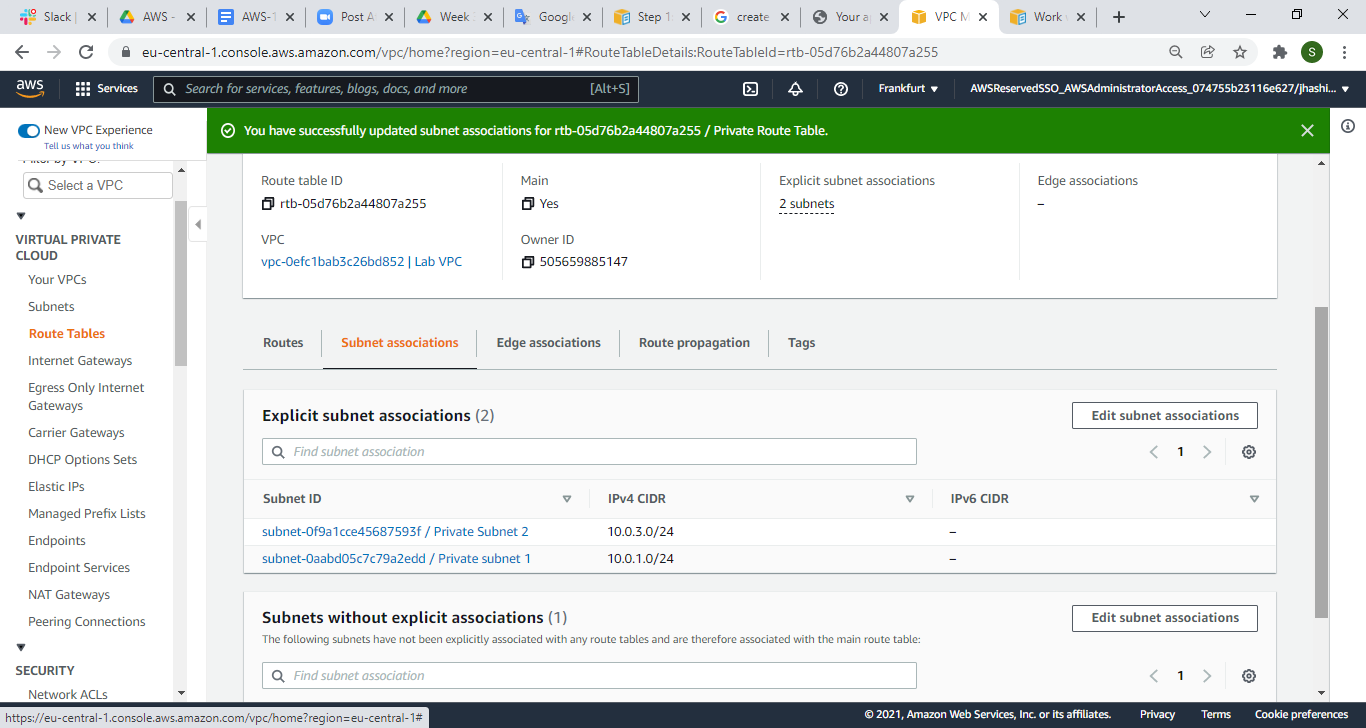 Slack |
AWS -
AWS-1
Post A
Week
Googl
Step 1
create
Your a
VPC M
Work
eu-central-1.console.aws.amazon.com/vpc/home?region=eu-central-1#RouteTableDetails:RouteTableId=rtb-05d76b2a44807a255
S
aws
Services
Search for services, features, blogs, docs, and more
[Alt+S]
Frankfurt
AWSReservedSSO_AWSAdministratorAccess_074755b23116e627/jhashi...
New VPC Experience
Tell us what you think
You have successfully updated subnet associations for rtb-05d76b2a44807a255 / Private Route Table.
Filter by VPC:
Select a VPC
VIRTUAL PRIVATE
CLOUD
Your VPCs
Subnets
Route Tables
Internet Gateways
Egress Only Internet
Gateways
Carrier Gateways
DHCP Options Sets
Elastic IPs
Managed Prefix Lists
Endpoints
Endpoint Services
NAT Gateways
Peering Connections
SECURITY
Network ACLs
Route table ID
rtb-05d76b2a44807a255
Main
Yes
Explicit subnet associations
2 subnets
Edge associations
–
VPC
vpc-0efc1bab3c26bd852 | Lab VPC
Owner ID
505659885147
Routes
Subnet associations
Edge associations
Route propagation
Tags
Explicit subnet associations (2)
Edit subnet associations
Find subnet association
1
Subnet ID
IPv4 CIDR
IPv6 CIDR
subnet-0f9a1cce45687593f / Private Subnet 2
10.0.3.0/24
–
subnet-0aabd05c7c79a2edd / Private subnet 1
10.0.1.0/24
–
Subnets without explicit associations (1)
Edit subnet associations
The following subnets have not been explicitly associated with any route tables and are therefore associated with the main route table:
Find subnet association
1
https://eu-central-1.console.aws.amazon.com/vpc/home?region=eu-central-1#
© 2021, Amazon Web Services, Inc. or its affiliates.
Privacy
Terms
Cookie preferences